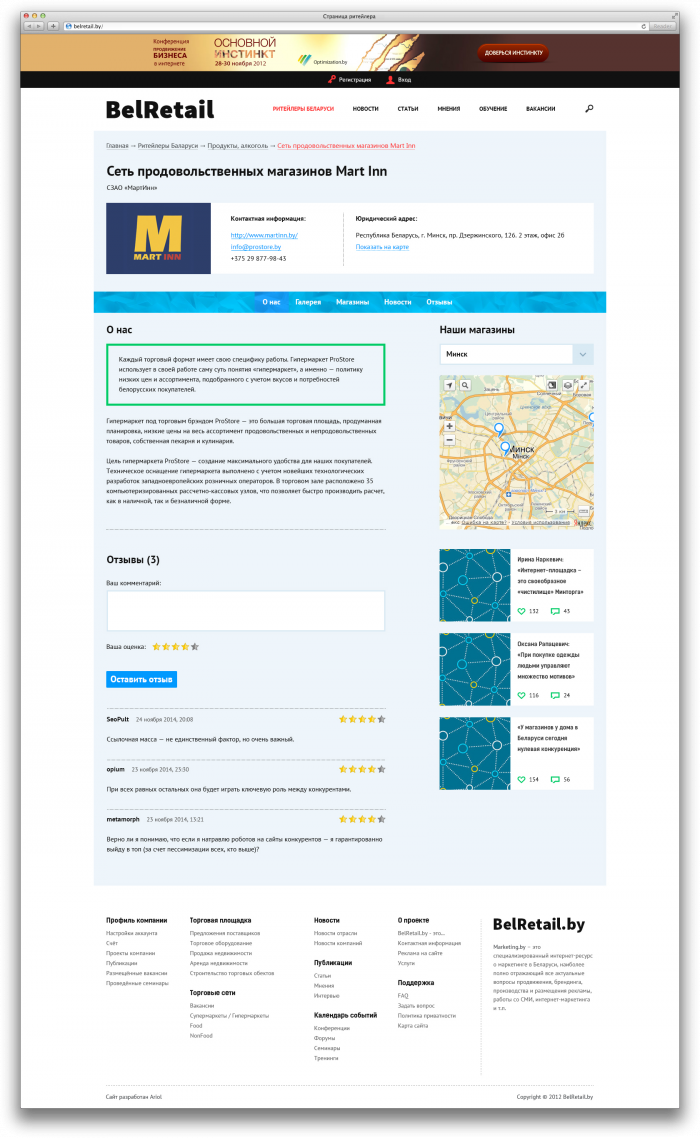 Страница ритейлера
belretail.by/
Reader
Конференция
ПРОДВИЖЕНИЕ
БИЗНЕСА
в интернете
ОСНОВНОЙ
ИНСТИНКТ
28-30 ноября 2012
Optimization.by
ДОВЕРЬСЯ ИНСТИНКТУ
Регистрация Вход
BelRetail
РИТЕЙЛЕРЫ БЕЛАРУСИ НОВОСТИ СТАТЬИ МНЕНИЯ ОБУЧЕНИЕ ВАКАНСИИ
Главная → Ритейлеры Баларуси → Продукты, алкоголь → Сеть продовольственных магазинов Mart Inn
Сеть продовольственных магазинов Mart Inn
СЗАО «МартИнн»
M
MART INN
Контактная информация:
http://www.martinn.by/
info@prostore.by
+375 29 877-98-43
Юридический адрес:
Республика Беларусь, г. Минск, пр. Дзержинского, 126. 2 этаж, офис 26
Показать на карте
О нас Галерея Магазины Новости Отзывы
О нас
Каждый торговый формат имеет свою специфику работы. Гипермаркет ProStore
использует в своей работе саму суть понятия «гипермаркет», а именно — политику
низких цен и ассортимента, подобранного с учетом вкусов и потребностей
белорусских покупателей.
Гипермаркет под торговым брэндом ProStore — это большая торговая площадь, продуманная
планировка, низкие цены на весь ассортимент продовольственных и непродовольственных
товаров, собственная пекарня и кулинария.
Цель гипермаркета ProStore — создание максимального удобства для наших покупателей.
Техническое оснащение гипермаркета выполнено с учетом новейших технологических
разработок западноевропейских розничных операторов. В торговом зале расположено 35
компьютеризированных рассчетно-кассовых узлов, что позволяет быстро производить расчет,
как в наличной, так и безналичной форме.
Отзывы (3)
Ваш комментарий:
Ваша оценка:
Оставить отзыв
SeoPult 24 ноября 2014, 20:08
Ссылочная масса — не единственный фактор, но очень важный.
opium 23 ноября 2014, 23:30
При всех равных остальных она будет играть ключевую роль между конкурентами.
metamorph 23 ноября 2014, 13:21
Верно ли я понимаю, что если я натравлю роботов на сайты конкурентов — я гарантированно
выйду в топ (за счет пессимизации всех, кто выше)?
Наши магазины
Минск
Минск
Минск
Ошибка на карте? Условия использования
Ирина Наркевич:
«Интернет-площадка –
это своеобразное
«чистилище» Минторга»
132 43
Оксана Рапацевич:
«При покупке одежды
людьми управляют
множество мотивов»
116 24
«У магазинов у дома в
Беларуси сегодня
нулевая конкуренция»
154 56
Профиль компании
Настройки аккаунта
Счёт
Проекты компании
Публикации
Размещённые вакансии
Проведённые семинары
Торговая площадка
Предложения поставщиков
Торговое оборудование
Продажа недвижимости
Аренда недвижимости
Строительство торговых обектов
Торговые сети
Вакансии
Супермаркеты / Гипермаркеты
Food
NonFood
Новости
Новости отрасли
Новости компаний
Публикации
Статьи
Мнения
Интервью
Календарь событий
Конференции
Форумы
Семинары
Тренинги
О проекте
BelRetail.by - это...
Контактная информация
Реклама на сайте
Услуги
Поддержка
FAQ
Задать вопрос
Политика приватности
Карта сайта
BelRetail.by
Marketing.by – это
специализированный интернет-ресурс
о маркетинге в Беларуси, наиболее
полно отражающий все актуальные
вопросы продвижения, брендинга,
производства и размещения рекламы,
работы со СМИ, интернет-маркетинга
и т.п.
Сайт разработан Ariol
Copyright © 2012 BelRetail.by